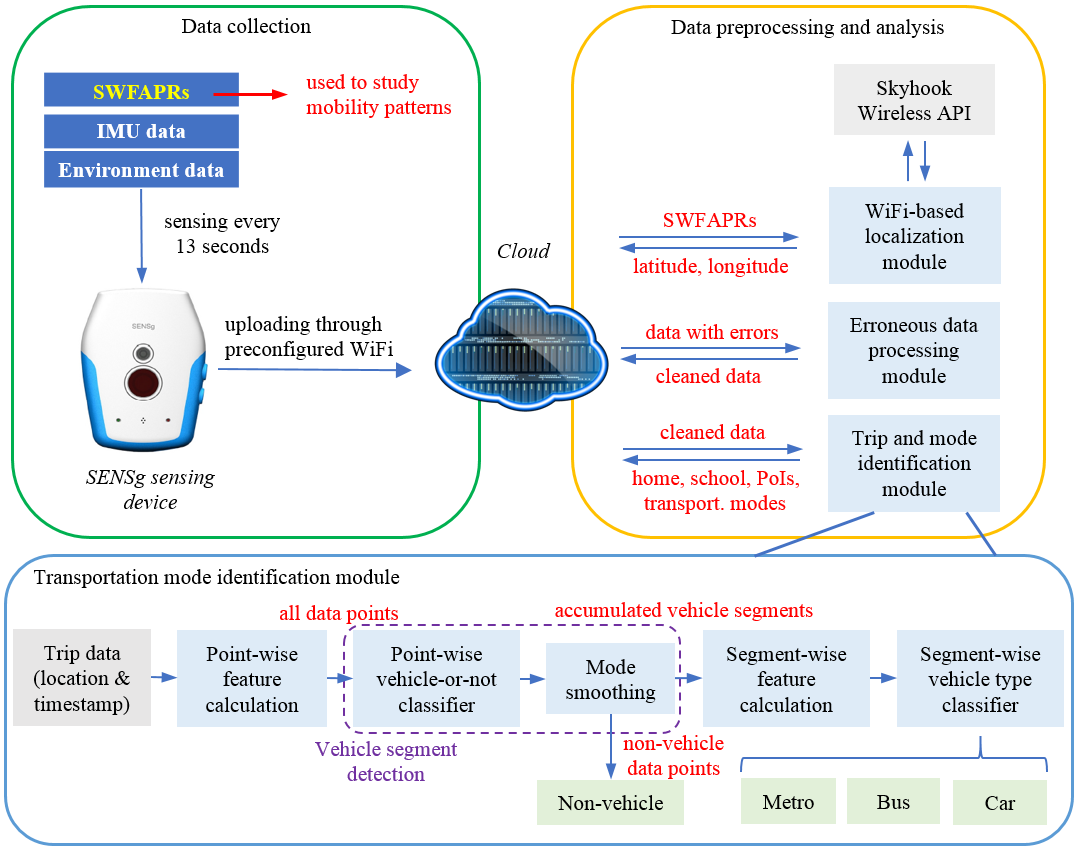 Data collection
SWFAPRs
used to study
mobility patterns
IMU data
Environment data
sensing every
13 seconds
SENSg
uploading through
preconfigured WiFi
SENSg sensing
device
Cloud
Data preprocessing and analysis
Skyhook
Wireless API
SWFAPRs
latitude, longitude
WiFi-based
localization
module
data with errors
cleaned data
Erroneous data
processing
module
cleaned data
home, school, PoIs,
transport. modes
Trip and mode
identification
module
Transportation mode identification module
all data points
accumulated vehicle segments
Trip data
(location &
timestamp)
Point-wise
feature
calculation
Point-wise
vehicle-or-not
classifier
Mode
smoothing
Segment-wise
feature
calculation
Segment-wise
vehicle type
classifier
Vehicle segment
detection
non-vehicle
data points
Non-vehicle
Metro
Bus
Car